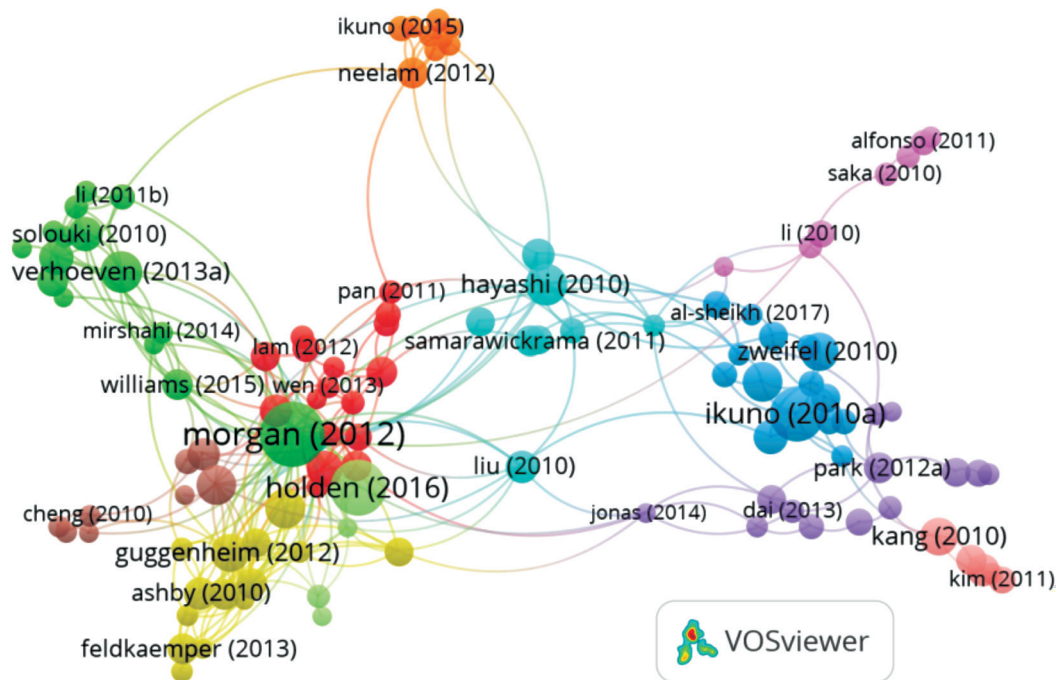 ikuno (2015)
neelam (2012)
alfonso (2011)
saka (2010)
li (2011b)
solouki (2010)
li (2010)
verhoeven (2013a)
hayashi (2010)
pan (2011)
al-sheikh (2017)
mirshahi (2014)
samarawickrama (2011)
lam (2012)
zweifel (2010)
williams (2015)
wen (2013)
ikuno (2010a)
morgan (2012)
liu (2010)
park (2012a)
holden (2016)
cheng (2010)
jonas (2014)
dai (2013)
kang (2010)
guggenheim (2012)
kim (2011)
ashby (2010)
feldkaemper (2013)
VOSviewer